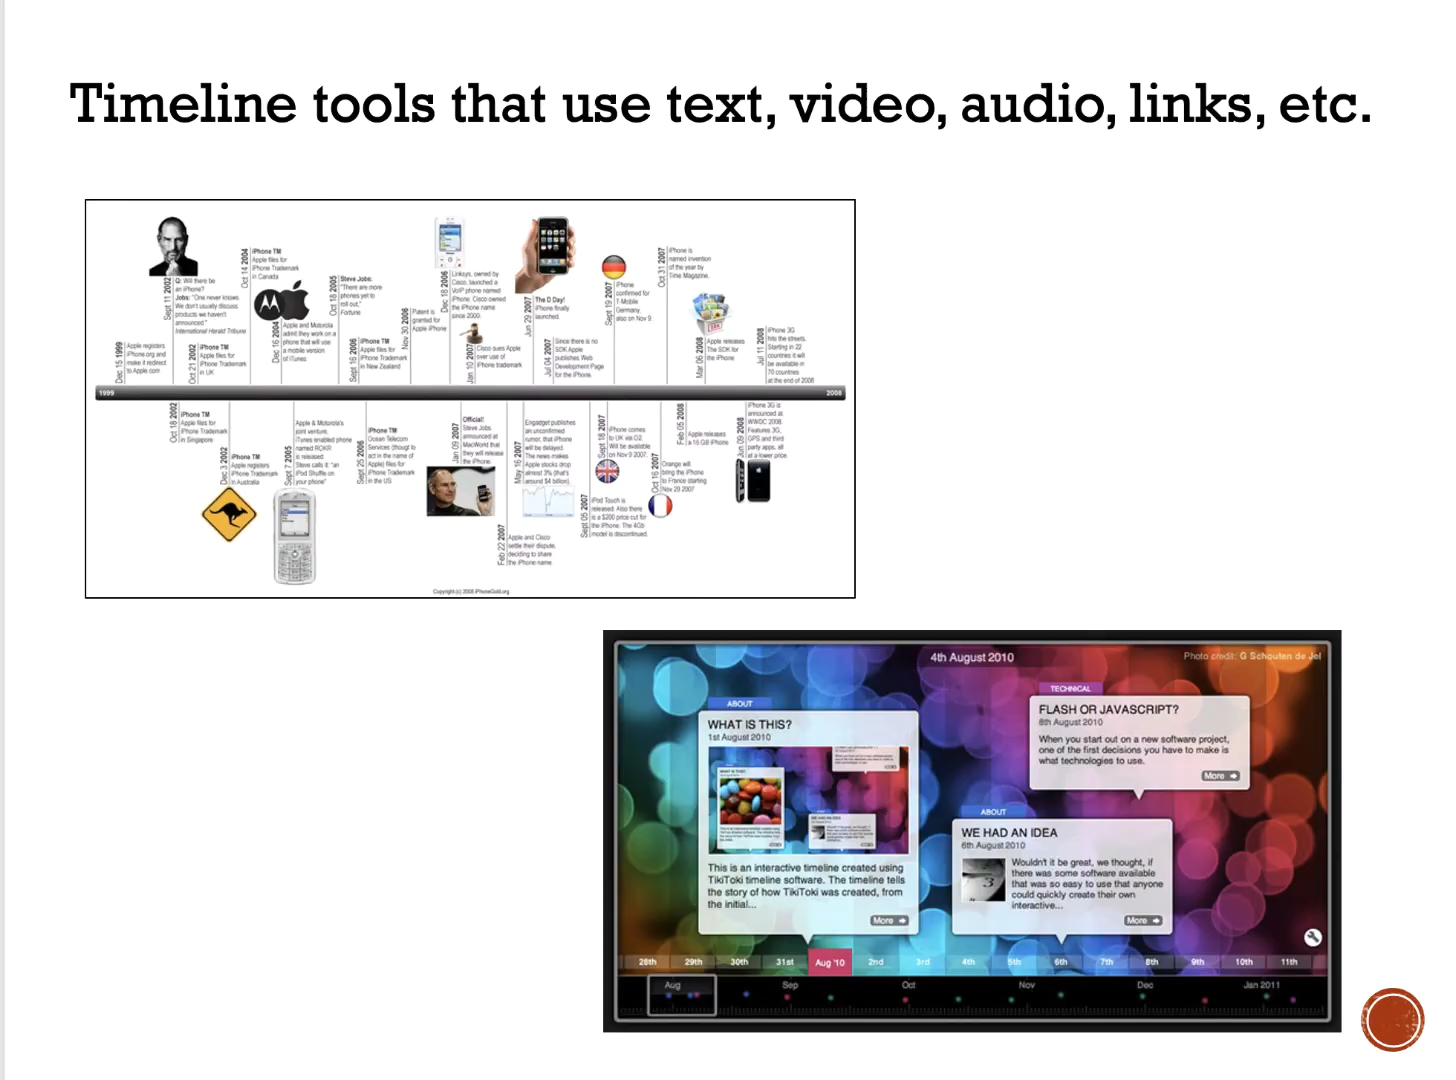 Timeline tools that use text, video, audio, links, etc.
Sept 11 2002
Q: Will there be
an iPhone?
Jobs: "One never knows.
We don't usually discuss
products we haven't
announced."
International Herald Tribune
Oct 14 2004
iPhone TM
Apple files for
iPhone Trademark
in Canada
Oct 18 2005
Steve Jobs:
"There are more
phones yet to
roll out,"
Fortune
Dec 18 2006
Linksys, owned by
Cisco, launched a
VoIP phone named
iPhone. Cisco owned
the iPhone name
since 2000.
Jun 29 2007
The D Day!
iPhone finally
launched.
Sept 19 2007
iPhone
confirmed for
T-Mobile
Germany,
also on Nov 9
Oct 31 2007
iPhone is
named invention
of the year by
Time Magazine.
Dec 15 1999
Apple registers
iPhone.org and
make it redirect
to Apple.com
Oct 21 2002
iPhone TM
Apple files for
iPhone Trademark
in UK
Dec 16 2004
Apple and Motorola
admit they work on
a phone that will use
a mobile version
of iTunes
Sept 16 2006
iPhone TM
Apple files for
iPhone Trademark
in New Zealand
Nov 30 2006
Patent is
granted for
Apple iPhone
Jan 10 2007
Cisco sues Apple
over use of
iPhone trademark
Jul 04 2007
Since there is no
SDK Apple
publishes Web
Development Page
for the iPhone.
Mar 06 2008
Apple releases
The SDK for
the iPhone
Jul 11 2008
iPhone 3G
hits the streets.
Starting in 22
countries it will
be available in
70 countries
at the end of 2008
1999
2008
Oct 18 2002
iPhone TM
Apple files for
iPhone Trademark
in Singapore
Dec 3 2002
iPhone TM
Apple registers
iPhone Trademark
in Australia
Sept 7 2005
Apple & Motorola's
joint venture,
iTunes enabled phone
named ROKR
is released.
Steve calls it: "an
iPod Shuffle on
your phone"
Sept 25 2006
iPhone TM
Ocean Telecom
Services (thougt to
act in the name of
Apple) files for
iPhone Trademark
in the US
Jan 09 2007
Official!
Steve Jobs
announced at
MacWorld that
they will release
the iPhone.
Feb 22 2007
Apple and Cisco
settle their dispute,
deciding to share
the iPhone name
May 16 2007
Engadget publishes
an unconfirmed
rumor, that iPhone
will be delayed.
The news makes
Apple stocks drop
almost 3% (that's
around $4 billion).
Sept 05 2007
iPod Touch is
released. Also there
is a $200 price cut for
the iPhone. The 4Gb
model is discontinued.
Sept 18 2007
iPhone comes
to UK via O2.
Will be available
on Nov 9 2007.
Oct 16 2007
Orange will
bring the iPhone
to France starting
Nov 29 2007
Feb 05 2008
Apple releases
a 16 GB iPhone
Jun 09 2008
iPhone 3G is
announced at
WWDC 2008.
Features 3G,
GPS and third
party apps, all
at a lower price.
Copyright (c) 2008 iPhoneGold.org
4th August 2010
Photo credit: G Schouten de Jel
ABOUT
WHAT IS THIS?
1st August 2010
This is an interactive timeline created using
TikiToki timeline software. The timeline tells
the story of how TikiToki was created, from
the initial...
More
TECHNICAL
FLASH OR JAVASCRIPT?
8th August 2010
When you start out on a new software project,
one of the first decisions you have to make is
what technologies to use.
More
ABOUT
WE HAD AN IDEA
6th August 2010
Wouldn't it be great, we thought, if
there was some software available
that was so easy to use that anyone
could quickly create their own
interactive...
More
28th 29th 30th 31st Aug '10 2nd 3rd 4th 5th 6th 7th 8th 9th 10th 11th
Aug Sep Oct Nov Dec Jan 2011